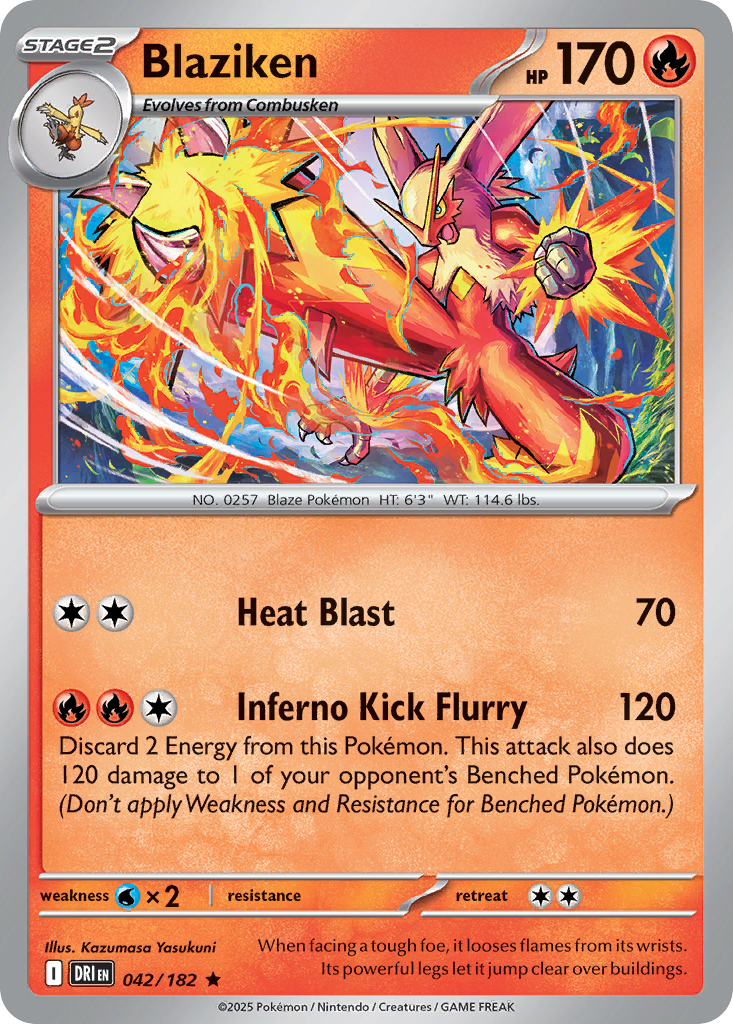 STAGE2
Blaziken
HP 170
Evolves from Combusken
NO. 0257 Blaze Pokémon HT: 6'3" WT: 114.6 lbs.
Heat Blast 70
Inferno Kick Flurry 120
Discard 2 Energy from this Pokémon. This attack also does
120 damage to 1 of your opponent's Benched Pokémon.
(Don't apply Weakness and Resistance for Benched Pokémon.)
weakness ×2 resistance retreat
Illus. Kazumasa Yasukuni
When facing a tough foe, it looses flames from its wrists.
Its powerful legs let it jump clear over buildings.
I DRI EN 042/182 ★
©2025 Pokémon / Nintendo / Creatures / GAME FREAK